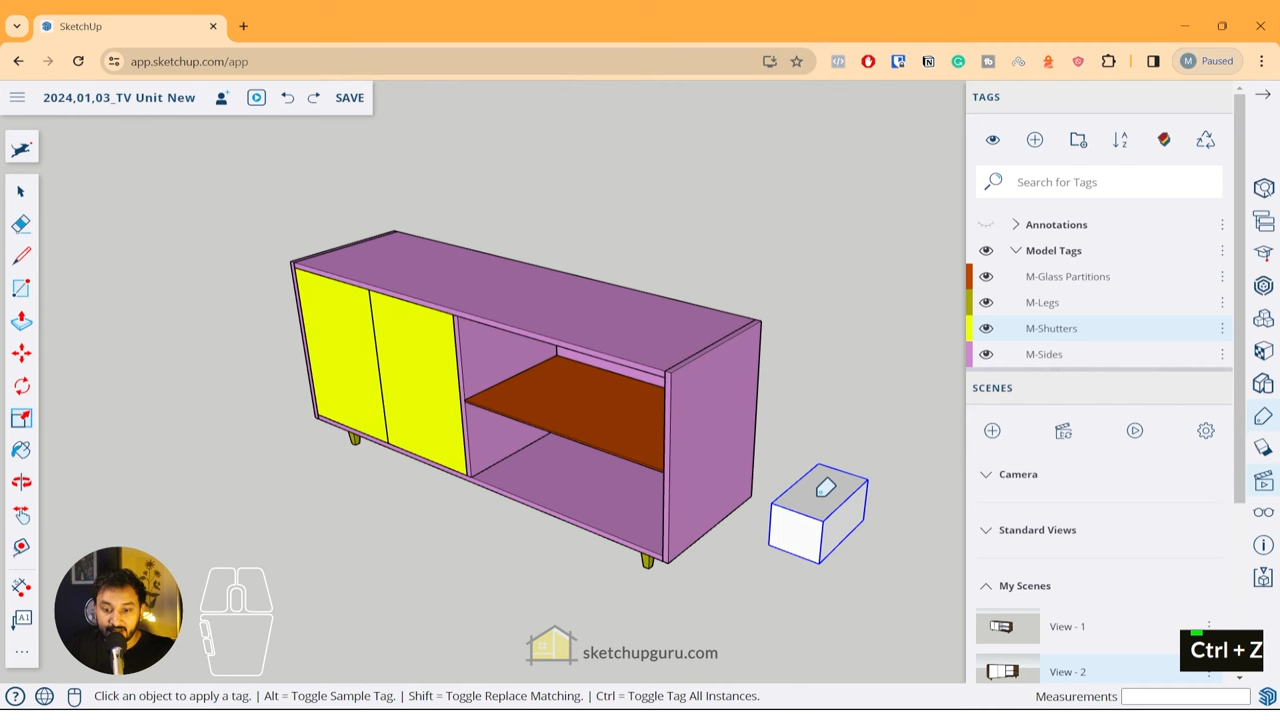 SketchUp
app.sketchup.com/app
M Paused
2024,01,03_TV Unit New
SAVE
TAGS
A
Z
Search for Tags
Annotations
Model Tags
M-Glass Partitions
M-Legs
M-Shutters
M-Sides
SCENES
Camera
Standard Views
My Scenes
View - 1
View - 2
Ctrl + Z
A1
sketchupguru.com
Click an object to apply a tag. | Alt = Toggle Sample Tag. | Shift = Toggle Replace Matching. | Ctrl = Toggle Tag All Instances.
Measurements